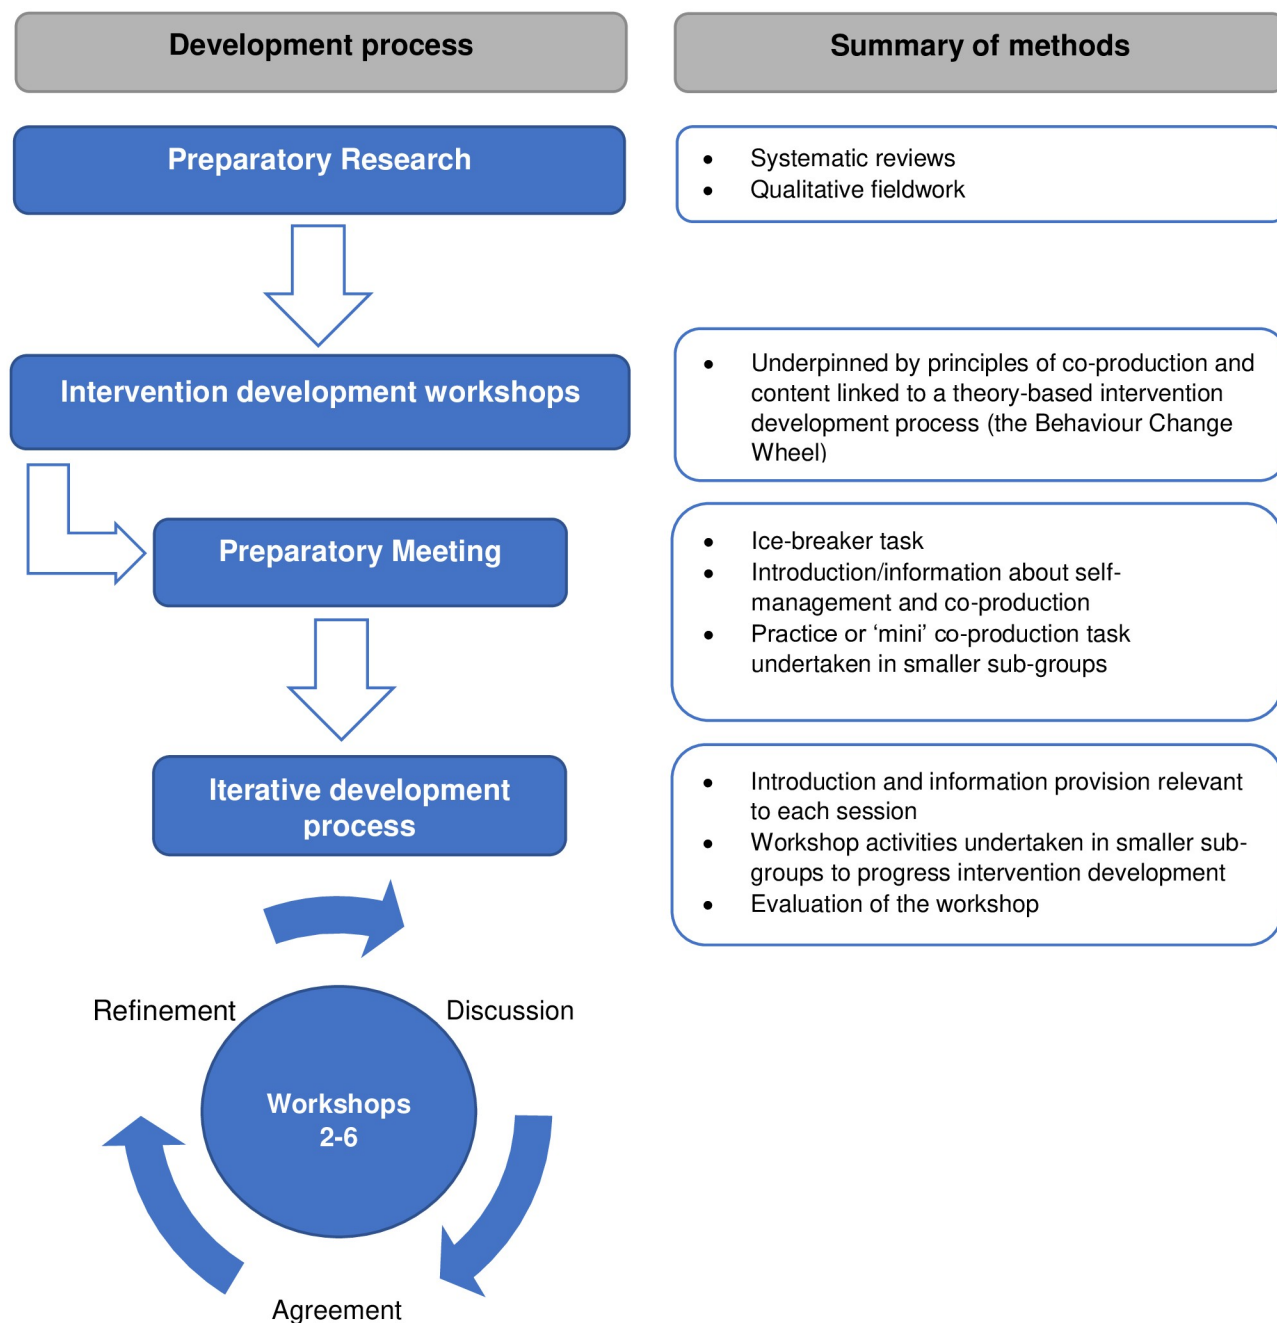 Development process
Summary of methods
Preparatory Research
• Systematic reviews
• Qualitative fieldwork
Intervention development workshops
• Underpinned by principles of co-production and
content linked to a theory-based intervention
development process (the Behaviour Change
Wheel)
Preparatory Meeting
• Ice-breaker task
• Introduction/information about self-
management and co-production
• Practice or ‘mini’ co-production task
undertaken in smaller sub-groups
Iterative development
process
• Introduction and information provision relevant
to each session
• Workshop activities undertaken in smaller sub-
groups to progress intervention development
• Evaluation of the workshop
Refinement
Discussion
Workshops
2-6
Agreement